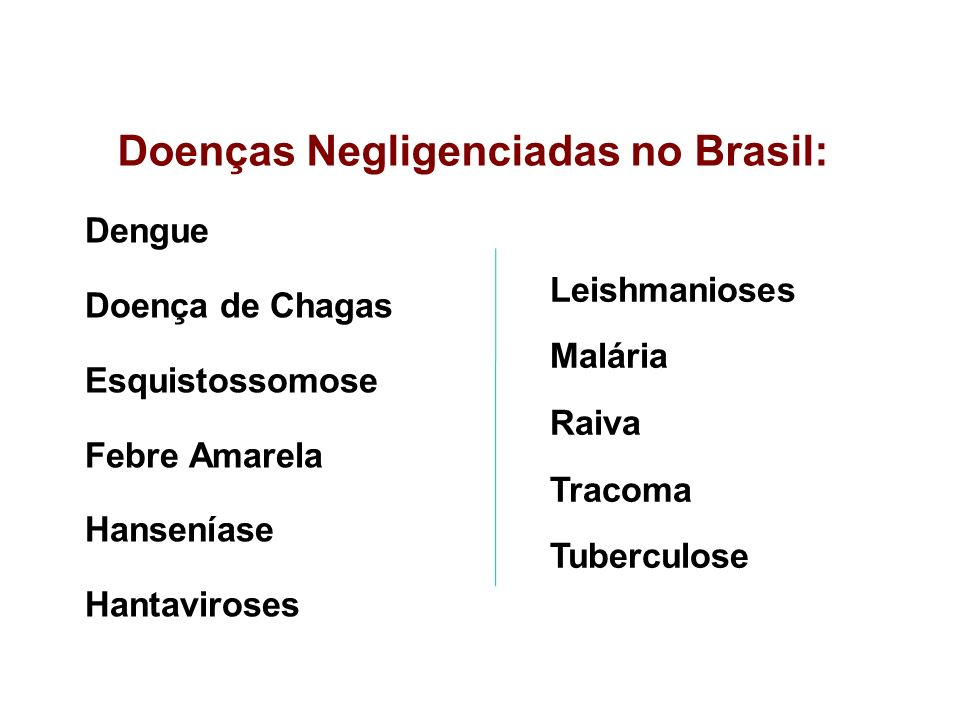 Doenças Negligenciadas no Brasil:
Dengue
Doença de Chagas
Esquistossomose
Febre Amarela
Hanseníase
Hantaviroses
Leishmanioses
Malária
Raiva
Tracoma
Tuberculose